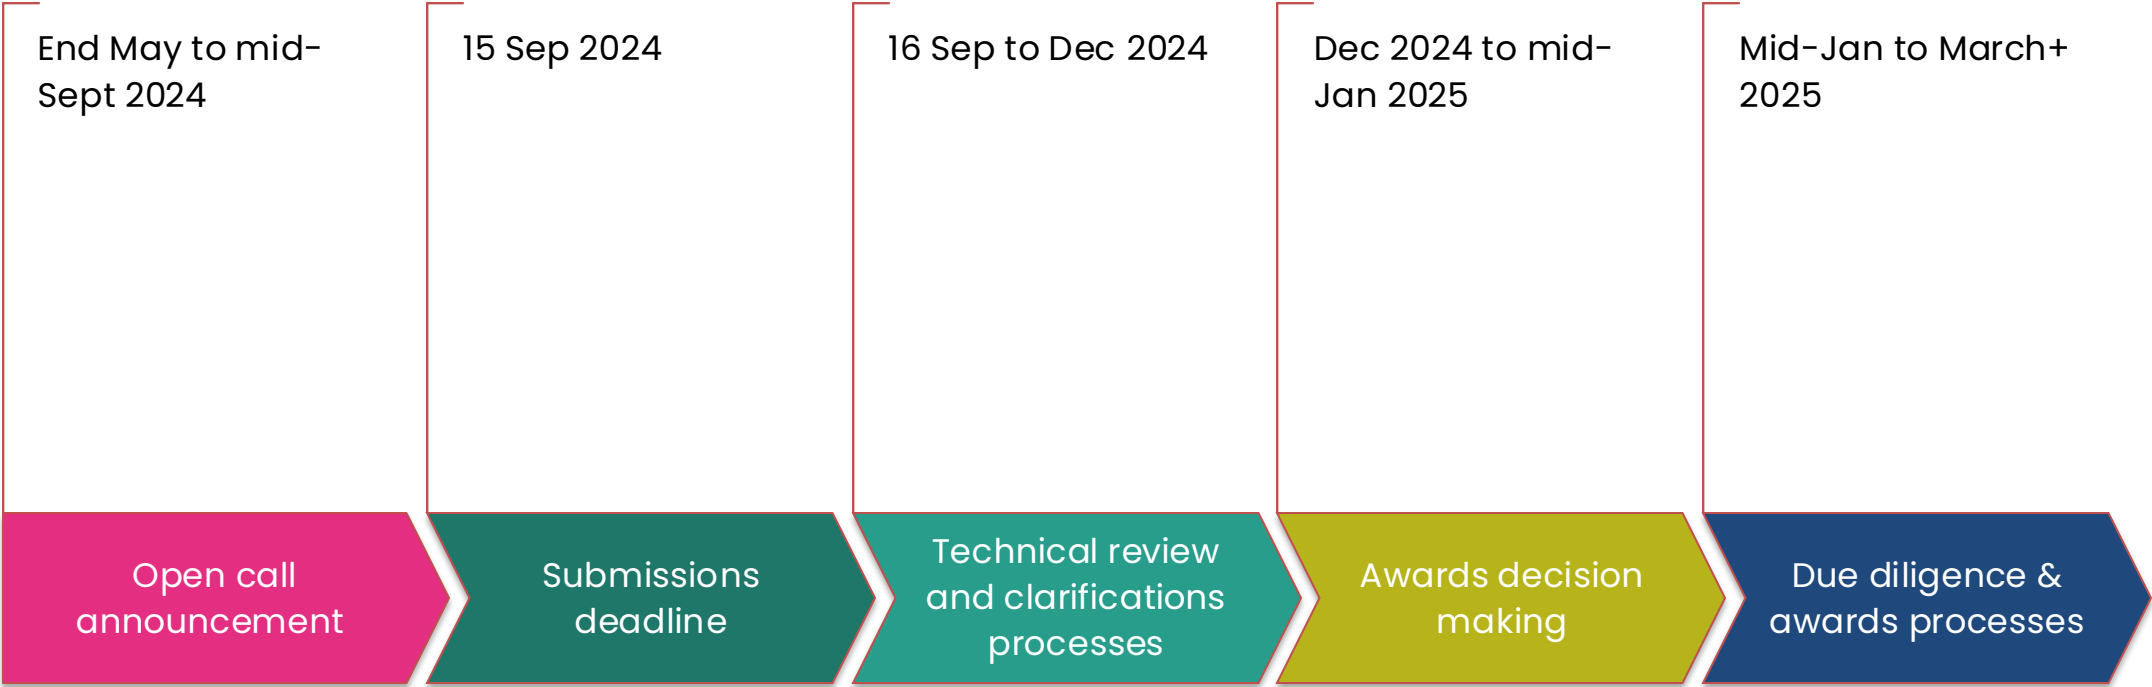 End May to mid-
Sept 2024
15 Sep 2024
16 Sep to Dec 2024
Dec 2024 to mid-
Jan 2025
Mid-Jan to March+
2025
Open call
announcement
Submissions
deadline
Technical review
and clarifications
processes
Awards decision
making
Due diligence &
awards processes